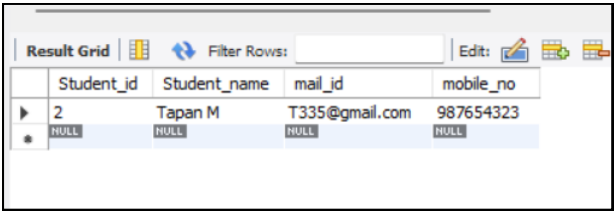 Result Grid Filter Rows: Edit:
Student_id Student_name mail_id mobile_no
2 Tapan M T335@gmail.com 987654323
NULL NULL NULL NULL